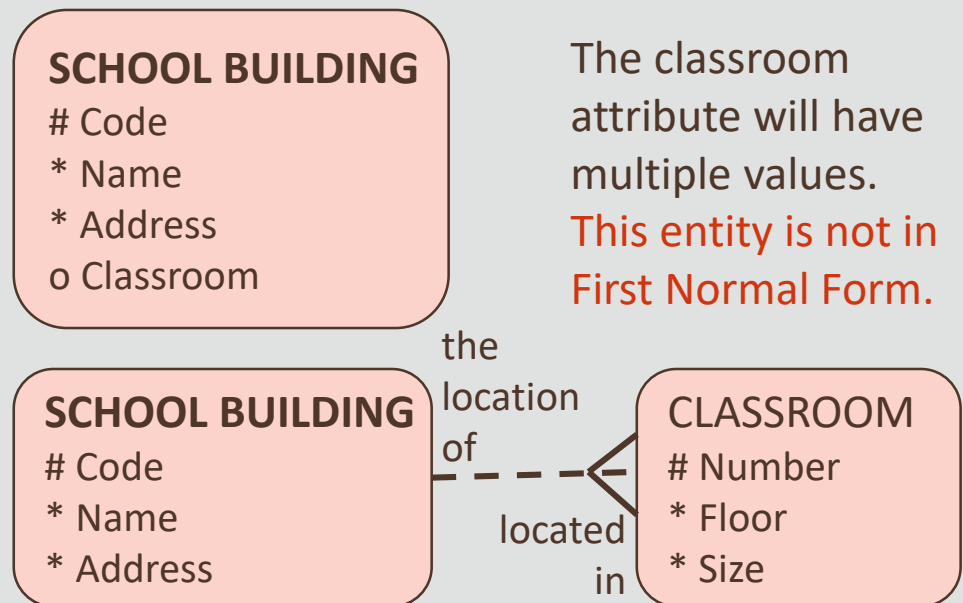 SCHOOL BUILDING
# Code
* Name
* Address
o Classroom
The classroom
attribute will have
multiple values.
This entity is not in
First Normal Form.
SCHOOL BUILDING
# Code
* Name
* Address
the
location
of
located
in
CLASSROOM
# Number
* Floor
* Size